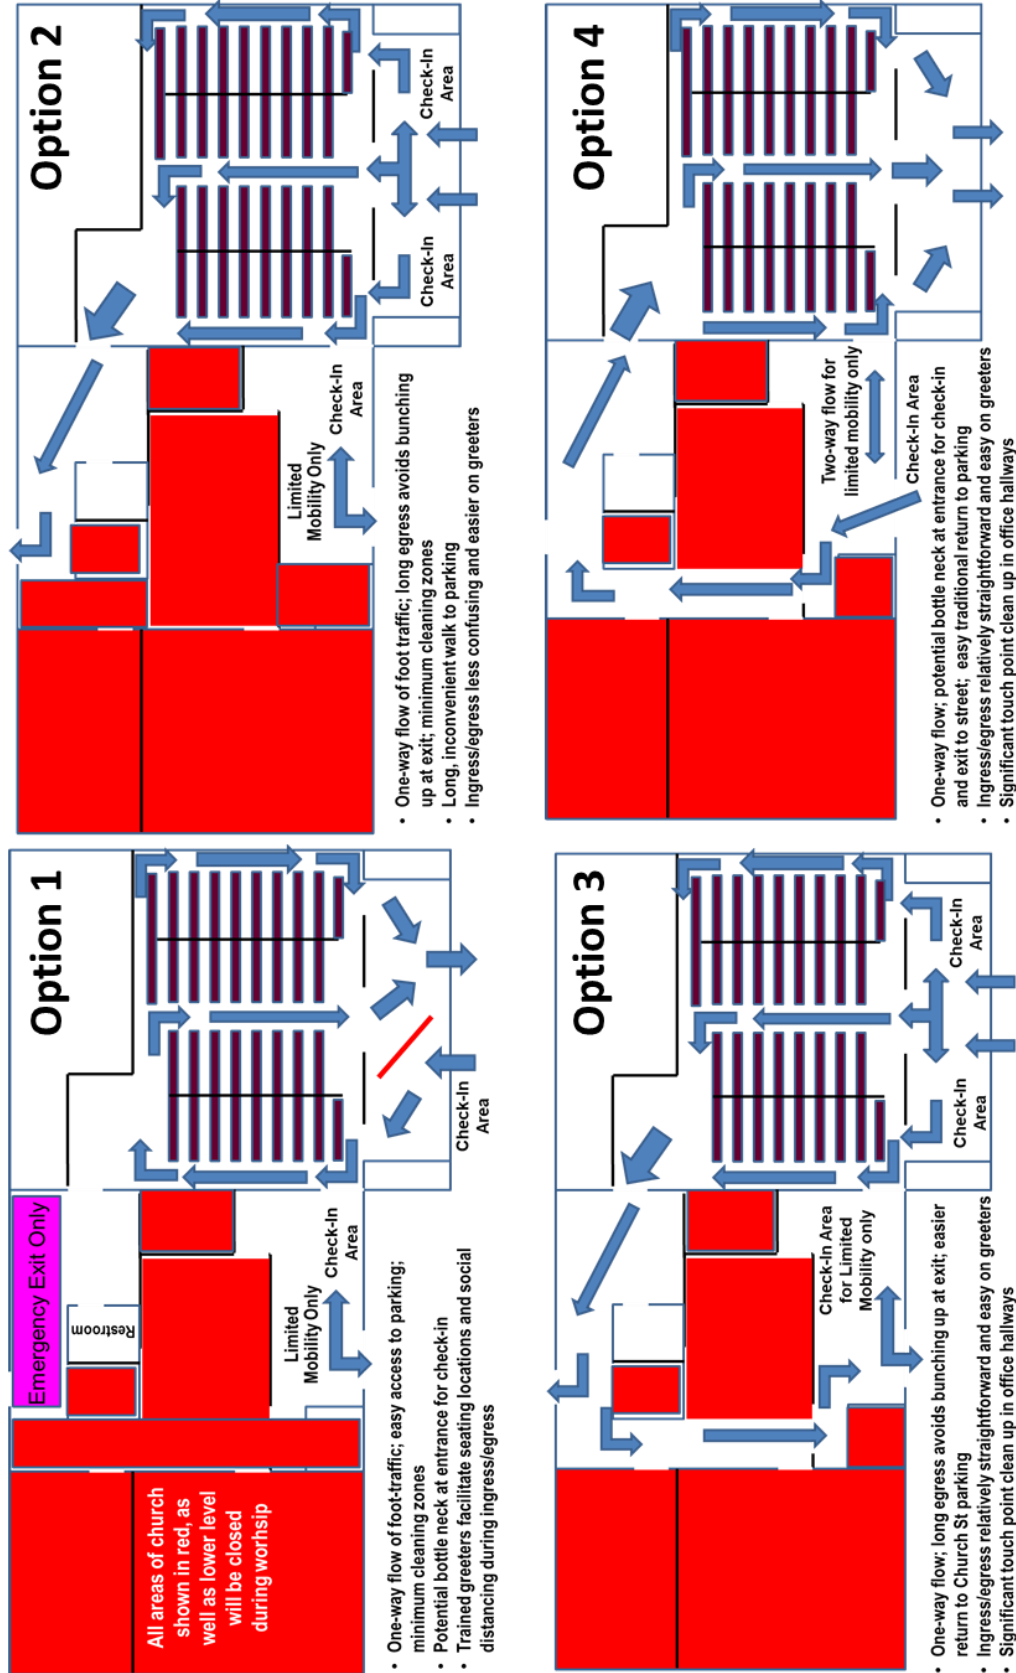 Option 1
Emergency Exit Only
Restroom
All areas of church
shown in red, as
well as lower level
will be closed
during worhsip
Limited
Mobility Only
Check-In
Area
Check-In
Area
• One-way flow of foot-traffic; easy access to parking;
minimum cleaning zones
• Potential bottle neck at entrance for check-in
• Trained greeters facilitate seating locations and social
distancing during ingress/egress
Option 2
Limited
Mobility Only
Check-In
Area
Check-In
Area
Check-In
Area
• One-way flow of foot traffic; long egress avoids bunching
up at exit; minimum cleaning zones
• Long, inconvenient walk to parking
• Ingress/egress less confusing and easier on greeters
Option 3
Check-In Area
for Limited
Mobility only
Check-In
Area
Check-In
Area
• One-way flow; long egress avoids bunching up at exit; easier
return to Church St parking
• Ingress/egress relatively straightforward and easy on greeters
• Significant touch point clean up in office hallways
Option 4
Two-way flow for
limited mobility only
Check-In Area
• One-way flow; potential bottle neck at entrance for check-in
and exit to street; easy traditional return to parking
• Ingress/egress relatively straightforward and easy on greeters
• Significant touch point clean up in office hallways